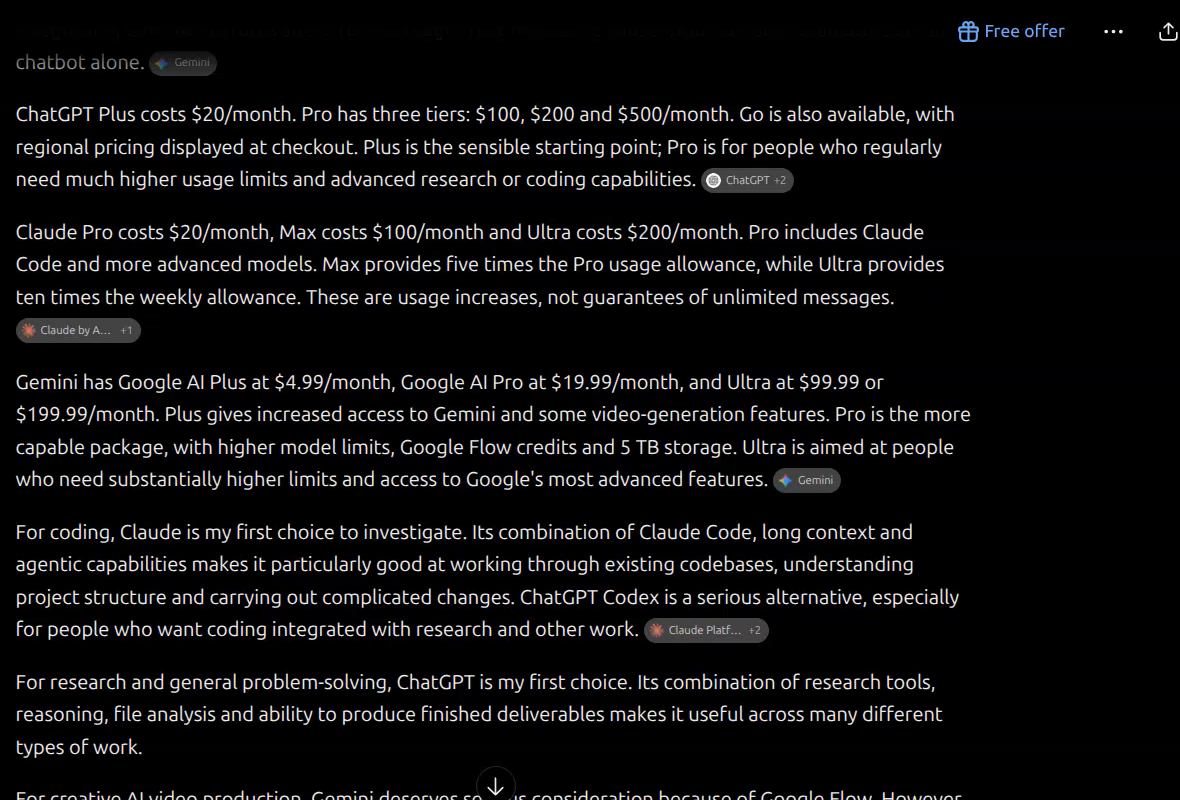 Free offer
chatbot alone. Gemini
ChatGPT Plus costs $20/month. Pro has three tiers: $100, $200 and $500/month. Go is also available, with
regional pricing displayed at checkout. Plus is the sensible starting point; Pro is for people who regularly
need much higher usage limits and advanced research or coding capabilities. ChatGPT +2
Claude Pro costs $20/month, Max costs $100/month and Ultra costs $200/month. Pro includes Claude
Code and more advanced models. Max provides five times the Pro usage allowance, while Ultra provides
ten times the weekly allowance. These are usage increases, not guarantees of unlimited messages.
Claude by A... +1
Gemini has Google AI Plus at $4.99/month, Google AI Pro at $19.99/month, and Ultra at $99.99 or
$199.99/month. Plus gives increased access to Gemini and some video-generation features. Pro is the more
capable package, with higher model limits, Google Flow credits and 5 TB storage. Ultra is aimed at people
who need substantially higher limits and access to Google's most advanced features. Gemini
For coding, Claude is my first choice to investigate. Its combination of Claude Code, long context and
agentic capabilities makes it particularly good at working through existing codebases, understanding
project structure and carrying out complicated changes. ChatGPT Codex is a serious alternative, especially
for people who want coding integrated with research and other work. Claude Platf... +2
For research and general problem-solving, ChatGPT is my first choice. Its combination of research tools,
reasoning, file analysis and ability to produce finished deliverables makes it useful across many different
types of work.
For creative AI video production, Gemini deserves consideration because of Google Flow. However